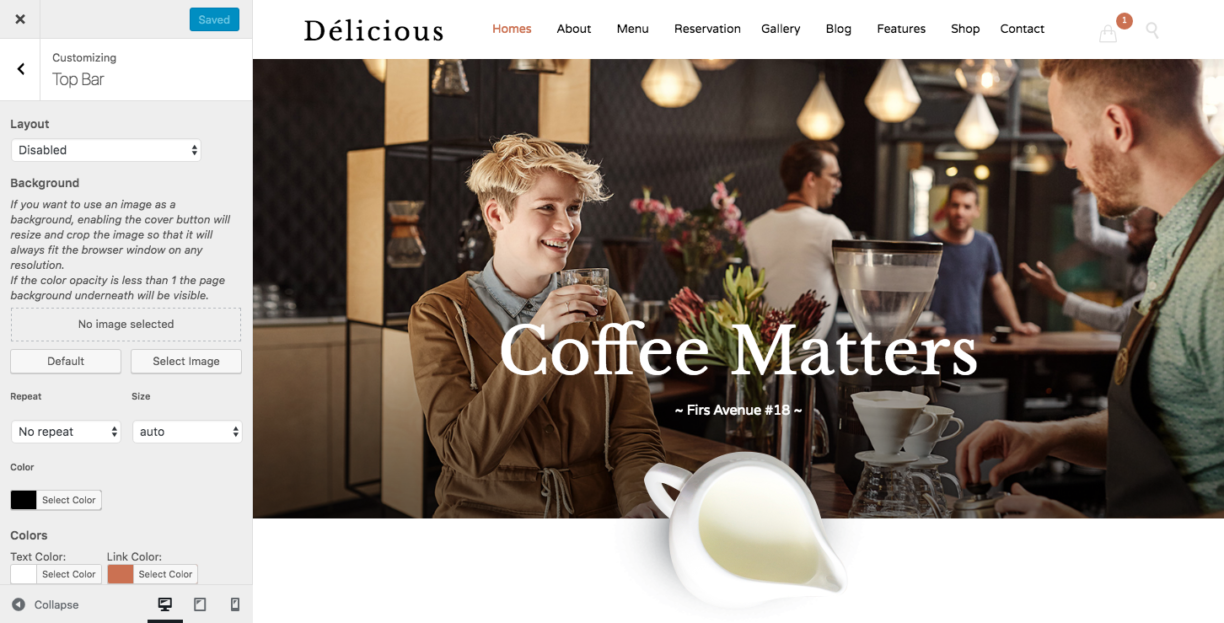 Saved
Customizing
Top Bar
Layout
Disabled
Background
If you want to use an image as a
background, enabling the cover button will
resize and crop the image so that it will
always fit the browser window on any
resolution.
If the color opacity is less than 1 the page
background underneath will be visible.
No image selected
Default Select Image
Repeat Size
No repeat auto
Color
Select Color
Colors
Text Color: Link Color:
Select Color Select Color
Collapse
Délicious Homes About Menu Reservation Gallery Blog Features Shop Contact 1
Coffee Matters
~ Firs Avenue #18 ~